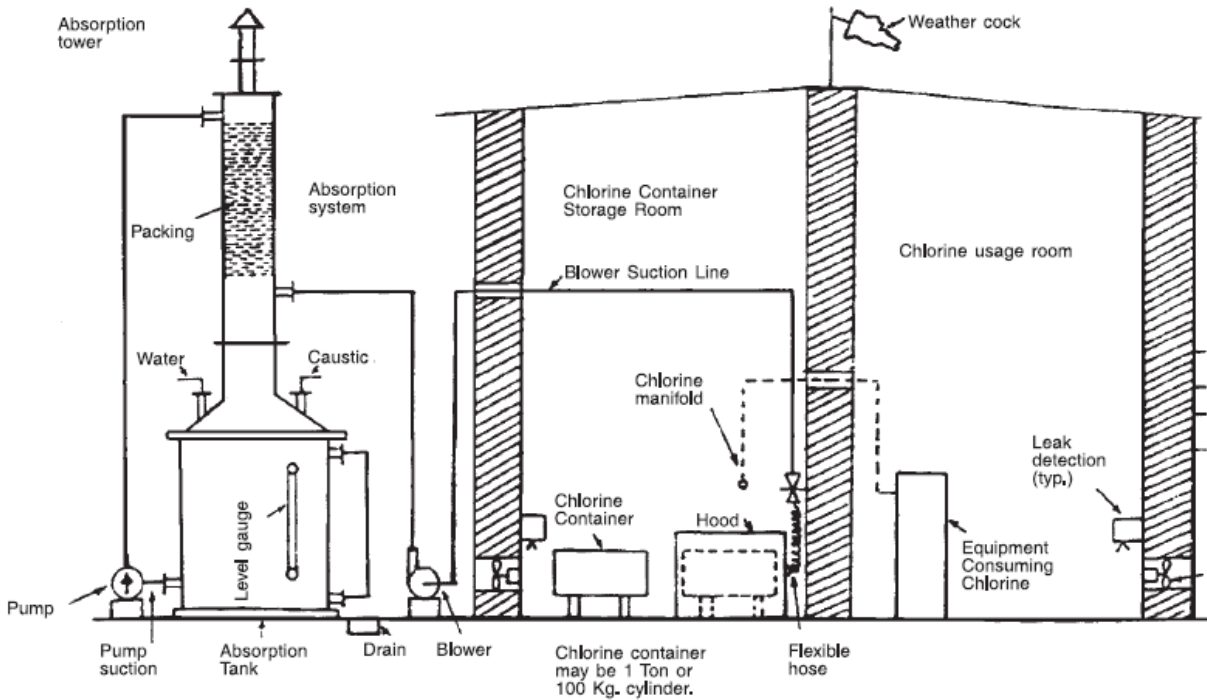 Absorption
tower
Weather cock
Absorption
system
Packing
Chlorine Container
Storage Room
Chlorine usage room
Blower Suction Line
Water
Caustic
Chlorine
manifold
Leak
detection
(typ.)
Level gauge
Chlorine
Container
Hood
Equipment
Consuming
Chlorine
Pump
Pump
suction
Absorption
Tank
Drain
Blower
Chlorine container
may be 1 Ton or
100 Kg. cylinder.
Flexible
hose